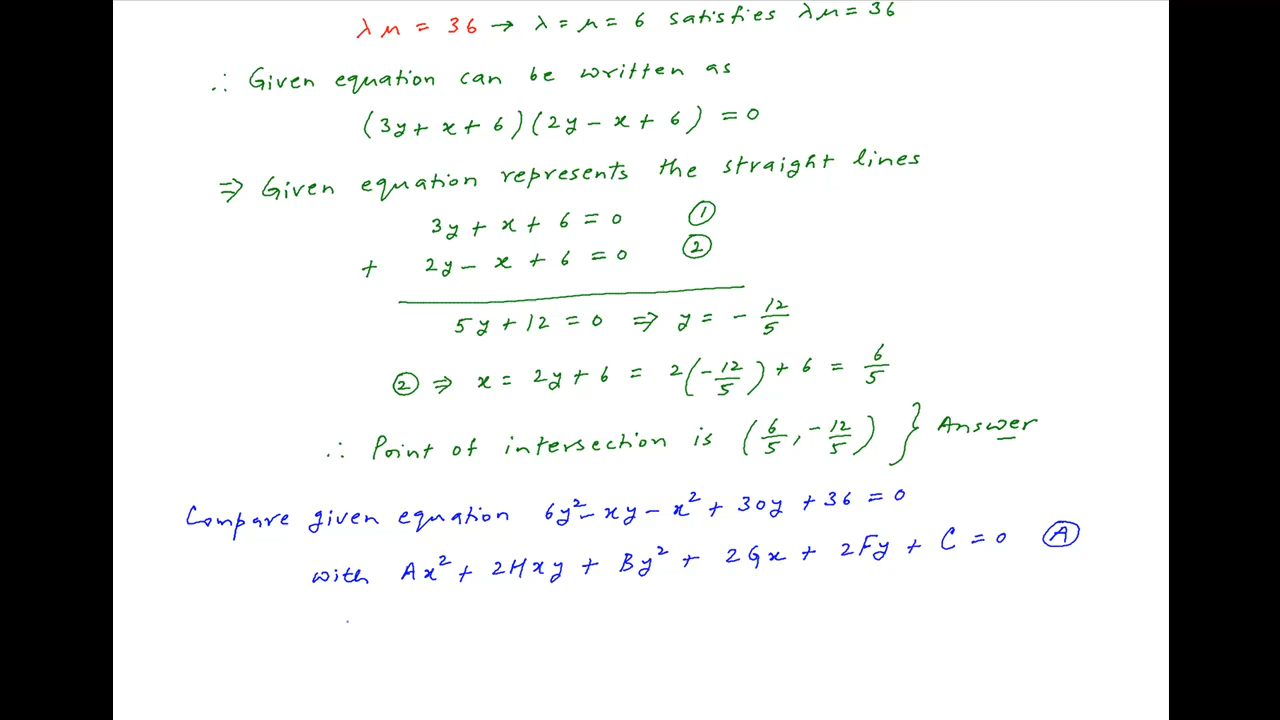 λμ = 36 → λ = μ = 6 satisfies λμ = 36
∴ Given equation can be written as
(3y + x + 6)(2y − x + 6) = 0
⇒ Given equation represents the straight lines
3y + x + 6 = 0 ①
+ 2y − x + 6 = 0 ②
5y + 12 = 0 ⇒ y = − 12/5
② ⇒ x = 2y + 6 = 2(−12/5) + 6 = 6/5
∴ Point of intersection is (6/5, −12/5) } Answer
Compare given equation 6y² − xy − x² + 30y + 36 = 0
with Ax² + 2Hxy + By² + 2Gx + 2Fy + C = 0 Ⓐ